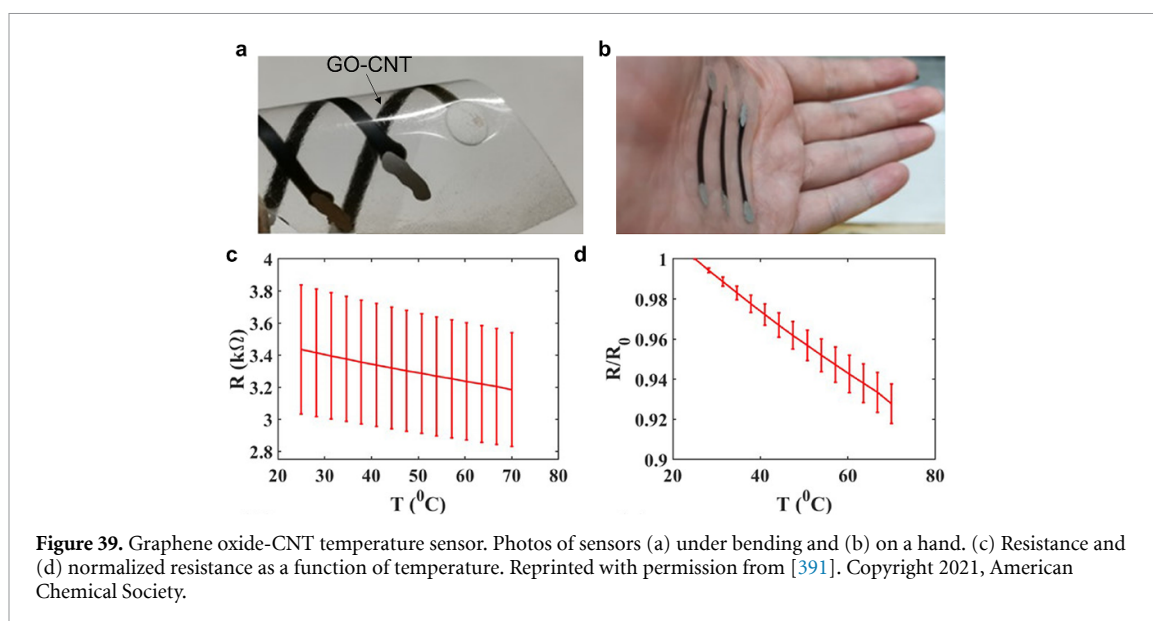 a
b
GO-CNT
c
d
4
3.8
3.6
3.4
3.2
3
2.8
R (kΩ)
20 30 40 50 60 70 80
T (⁰C)
1
0.98
0.96
0.94
0.92
0.9
R/R₀
20 40 60 80
T (⁰C)
Figure 39. Graphene oxide-CNT temperature sensor. Photos of sensors (a) under bending and (b) on a hand. (c) Resistance and
(d) normalized resistance as a function of temperature. Reprinted with permission from [391]. Copyright 2021, American
Chemical Society.